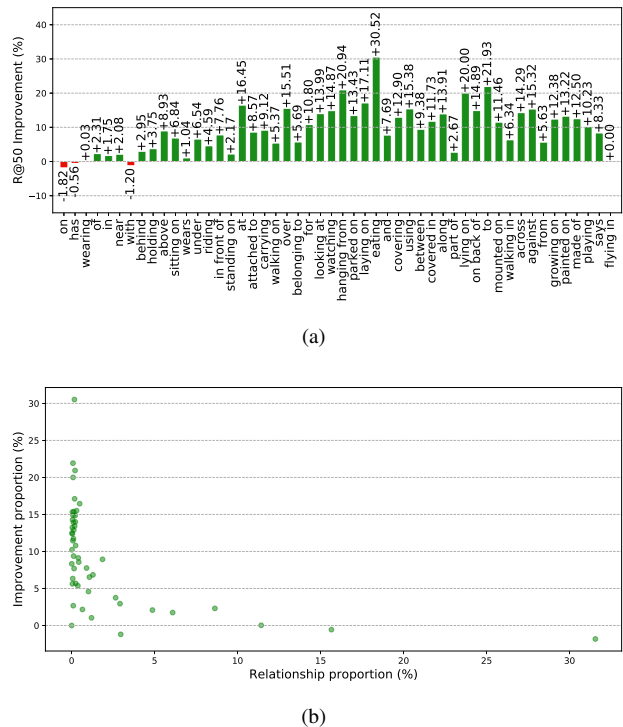 R@50 Improvement (%)
40
30
20
10
0
−10
-1.82
-0.56
+0.03
+2.31
+1.75
+2.08
-1.20
+2.95
+3.75
+8.93
+6.84
+1.04
+6.54
+4.59
+7.76
+2.17
+16.45
+8.57
+9.12
+5.37
+15.51
+5.69
+10.80
+13.99
+14.87
+20.94
+13.43
+17.11
+30.52
+7.69
+12.90
+15.38
+9.38
+11.73
+13.91
+2.67
+20.00
+14.89
+21.93
+11.46
+6.34
+14.29
+15.32
+5.63
+12.38
+13.22
+12.50
+10.23
+8.33
+0.00
on
has
wearing
of
in
near
with
behind
holding
above
sitting on
wears
under
riding
in front of
standing on
at
attached to
carrying
walking on
over
belonging to
for
looking at
watching
hanging from
parked on
laying on
eating
and
covering
using
between
covered in
along
part of
lying on
on back of
to
mounted on
walking in
across
against
from
growing on
painted on
made of
playing
says
flying in
(a)
Improvement proportion (%)
30
25
20
15
10
5
0
0 5 10 15 20 25 30
Relationship proportion (%)
(b)